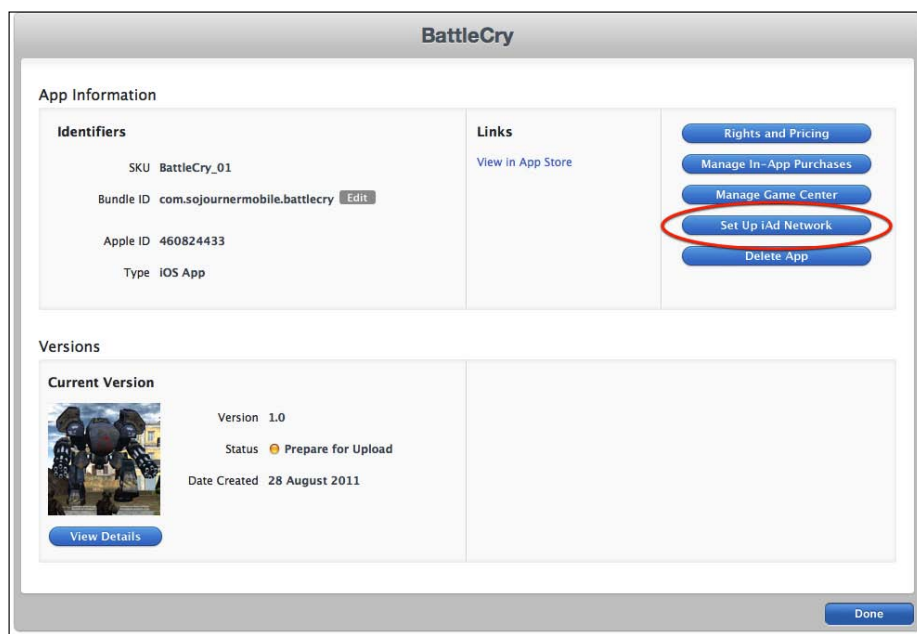 BattleCry
App Information
Identifiers
SKU BattleCry_01
Bundle ID com.sojournermobile.battlecry Edit
Apple ID 460824433
Type iOS App
Links
View in App Store
Rights and Pricing
Manage In-App Purchases
Manage Game Center
Set Up iAd Network
Delete App
Versions
Current Version
Version 1.0
Status Prepare for Upload
Date Created 28 August 2011
View Details
Done